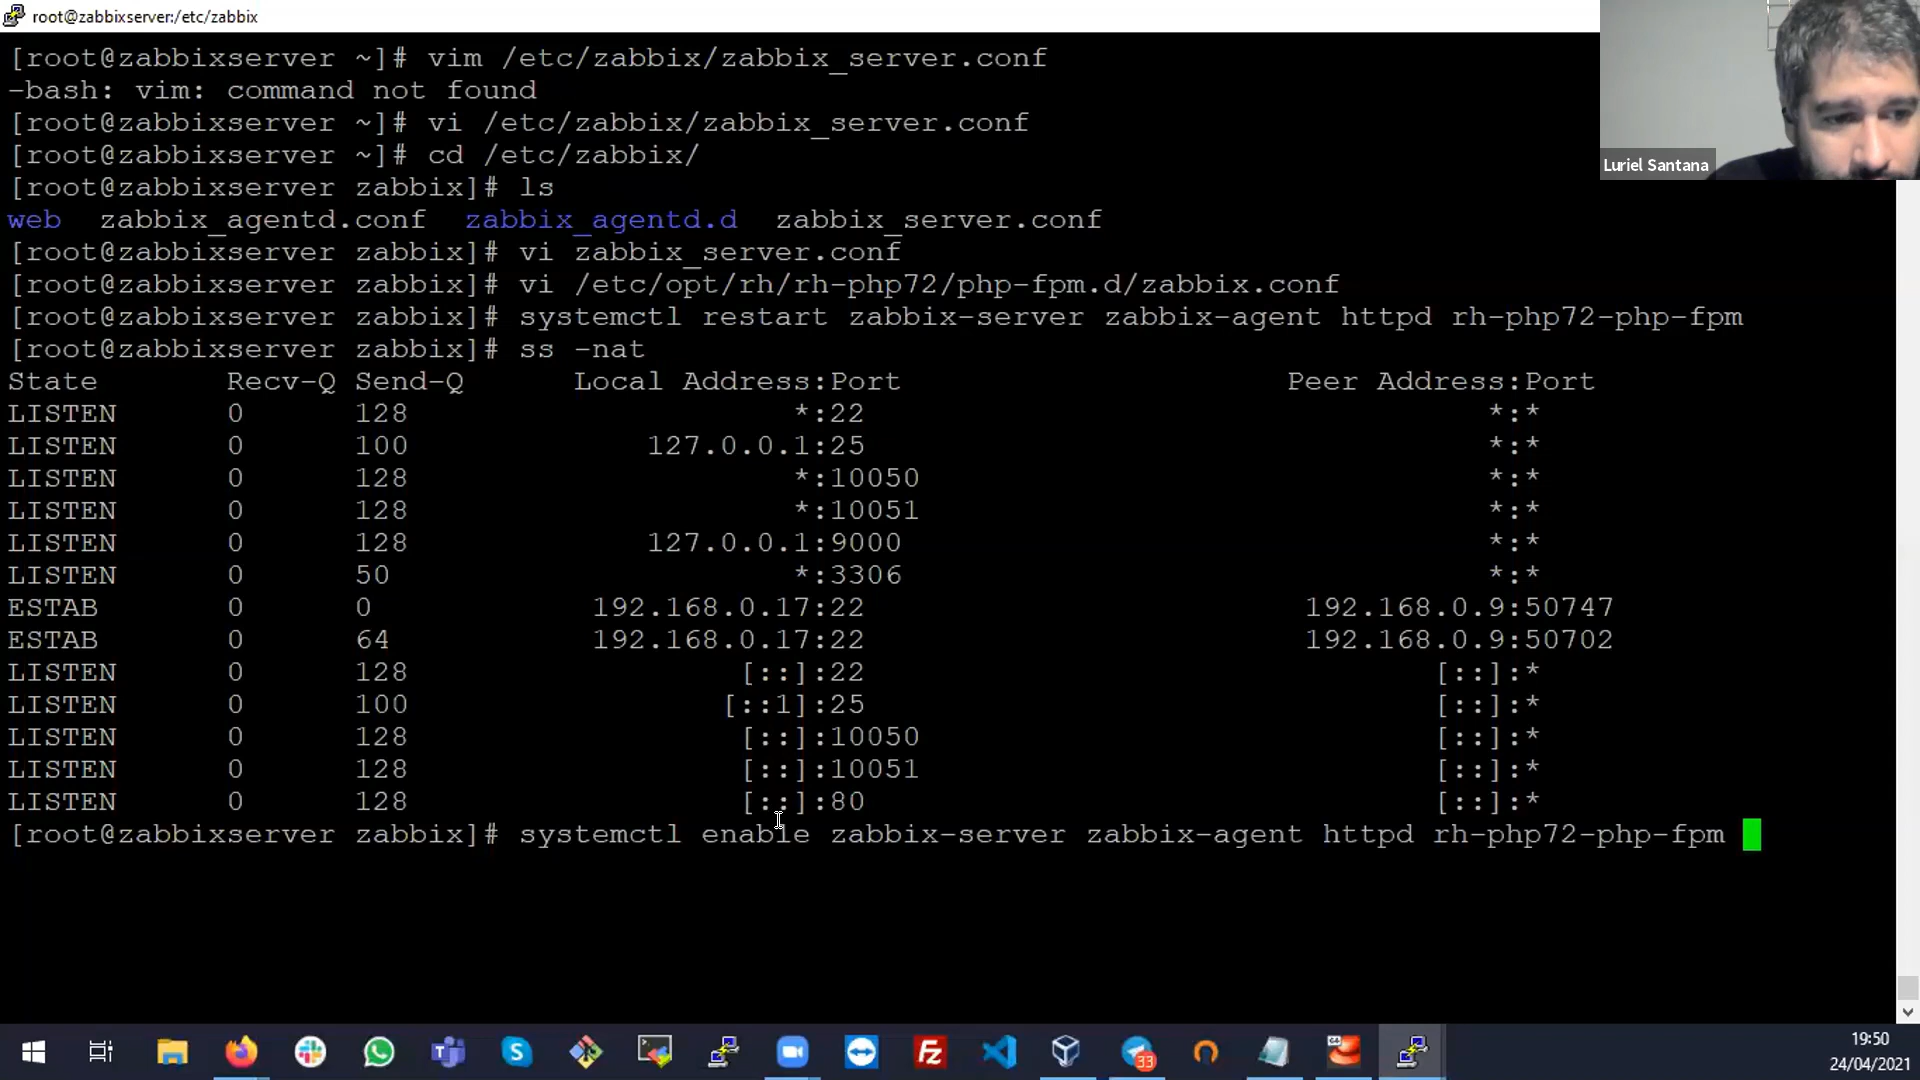 root@zabbixserver:/etc/zabbix
[root@zabbixserver ~]# vim /etc/zabbix/zabbix_server.conf
-bash: vim: command not found
[root@zabbixserver ~]# vi /etc/zabbix/zabbix_server.conf
[root@zabbixserver ~]# cd /etc/zabbix/
[root@zabbixserver zabbix]# ls
web  zabbix_agentd.conf  zabbix_agentd.d  zabbix_server.conf
[root@zabbixserver zabbix]# vi zabbix_server.conf
[root@zabbixserver zabbix]# vi /etc/opt/rh/rh-php72/php-fpm.d/zabbix.conf
[root@zabbixserver zabbix]# systemctl restart zabbix-server zabbix-agent httpd rh-php72-php-fpm
[root@zabbixserver zabbix]# ss -nat
State Recv-Q Send-Q Local Address:Port Peer Address:Port
LISTEN 0 128 *:22 *:*
LISTEN 0 100 127.0.0.1:25 *:*
LISTEN 0 128 *:10050 *:*
LISTEN 0 128 *:10051 *:*
LISTEN 0 128 127.0.0.1:9000 *:*
LISTEN 0 50 *:3306 *:*
ESTAB 0 0 192.168.0.17:22 192.168.0.9:50747
ESTAB 0 64 192.168.0.17:22 192.168.0.9:50702
LISTEN 0 128 [::]:22 [::]:*
LISTEN 0 100 [::1]:25 [::]:*
LISTEN 0 128 [::]:10050 [::]:*
LISTEN 0 128 [::]:10051 [::]:*
LISTEN 0 128 [::]:80 [::]:*
[root@zabbixserver zabbix]# systemctl enable zabbix-server zabbix-agent httpd rh-php72-php-fpm
Luriel Santana
33
64
19:50
24/04/2021